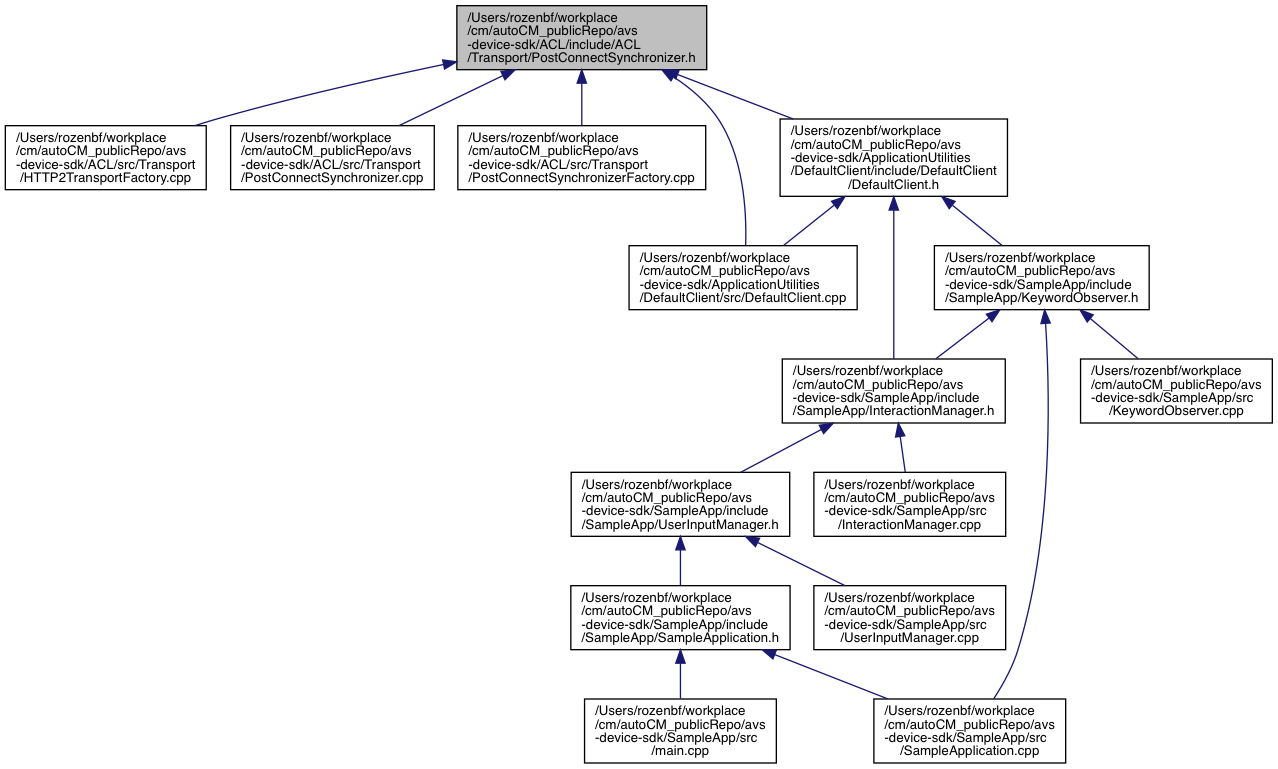 /Users/rozenbf/workplace
/cm/autoCM_publicRepo/avs
-device-sdk/ACL/include/ACL
/Transport/PostConnectSynchronizer.h
/Users/rozenbf/workplace
/cm/autoCM_publicRepo/avs
-device-sdk/ACL/src/Transport
/HTTP2TransportFactory.cpp
/Users/rozenbf/workplace
/cm/autoCM_publicRepo/avs
-device-sdk/ACL/src/Transport
/PostConnectSynchronizer.cpp
/Users/rozenbf/workplace
/cm/autoCM_publicRepo/avs
-device-sdk/ACL/src/Transport
/PostConnectSynchronizerFactory.cpp
/Users/rozenbf/workplace
/cm/autoCM_publicRepo/avs
-device-sdk/ApplicationUtilities
/DefaultClient/include/DefaultClient
/DefaultClient.h
/Users/rozenbf/workplace
/cm/autoCM_publicRepo/avs
-device-sdk/ApplicationUtilities
/DefaultClient/src/DefaultClient.cpp
/Users/rozenbf/workplace
/cm/autoCM_publicRepo/avs
-device-sdk/SampleApp/include
/SampleApp/KeywordObserver.h
/Users/rozenbf/workplace
/cm/autoCM_publicRepo/avs
-device-sdk/SampleApp/include
/SampleApp/InteractionManager.h
/Users/rozenbf/workplace
/cm/autoCM_publicRepo/avs
-device-sdk/SampleApp/src
/KeywordObserver.cpp
/Users/rozenbf/workplace
/cm/autoCM_publicRepo/avs
-device-sdk/SampleApp/include
/SampleApp/UserInputManager.h
/Users/rozenbf/workplace
/cm/autoCM_publicRepo/avs
-device-sdk/SampleApp/src
/InteractionManager.cpp
/Users/rozenbf/workplace
/cm/autoCM_publicRepo/avs
-device-sdk/SampleApp/include
/SampleApp/SampleApplication.h
/Users/rozenbf/workplace
/cm/autoCM_publicRepo/avs
-device-sdk/SampleApp/src
/UserInputManager.cpp
/Users/rozenbf/workplace
/cm/autoCM_publicRepo/avs
-device-sdk/SampleApp/src
/main.cpp
/Users/rozenbf/workplace
/cm/autoCM_publicRepo/avs
-device-sdk/SampleApp/src
/SampleApplication.cpp